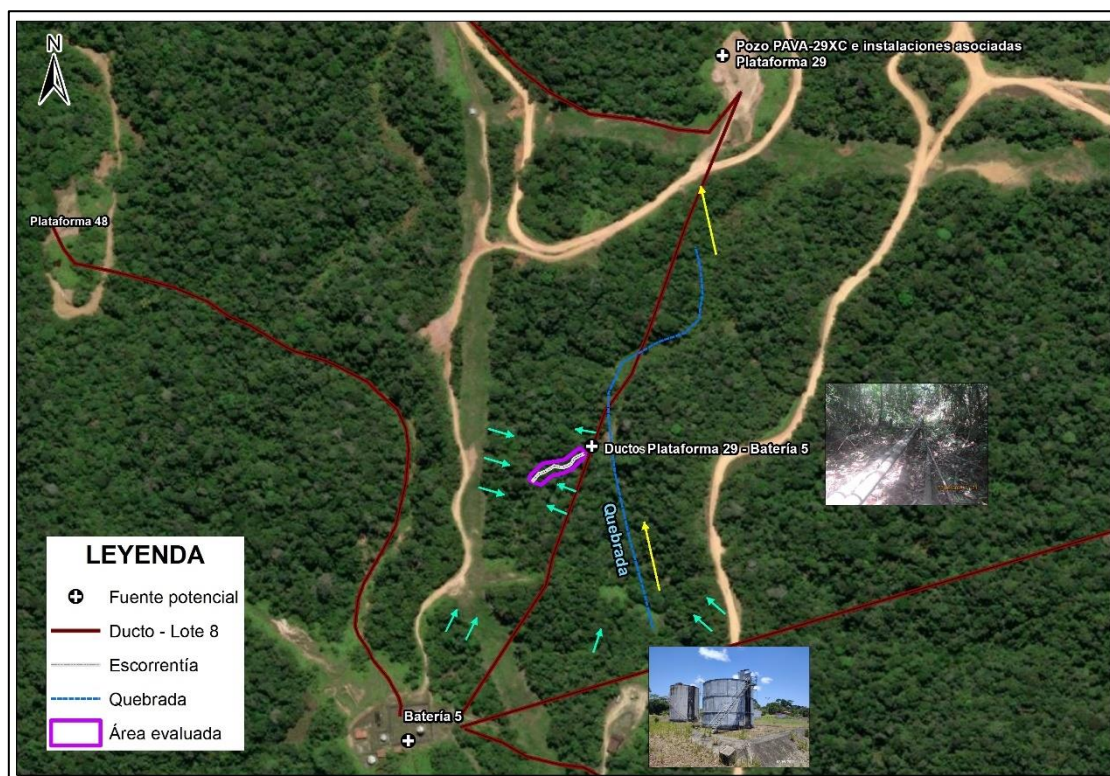 N
Pozo PAVA-29XC e instalaciones asociadas
Plataforma 29
Plataforma 48
Ductos Plataforma 29 - Batería 5
Quebrada
LEYENDA
Fuente potencial
Ducto - Lote 8
Escorrentía
Quebrada
Área evaluada
Batería 5